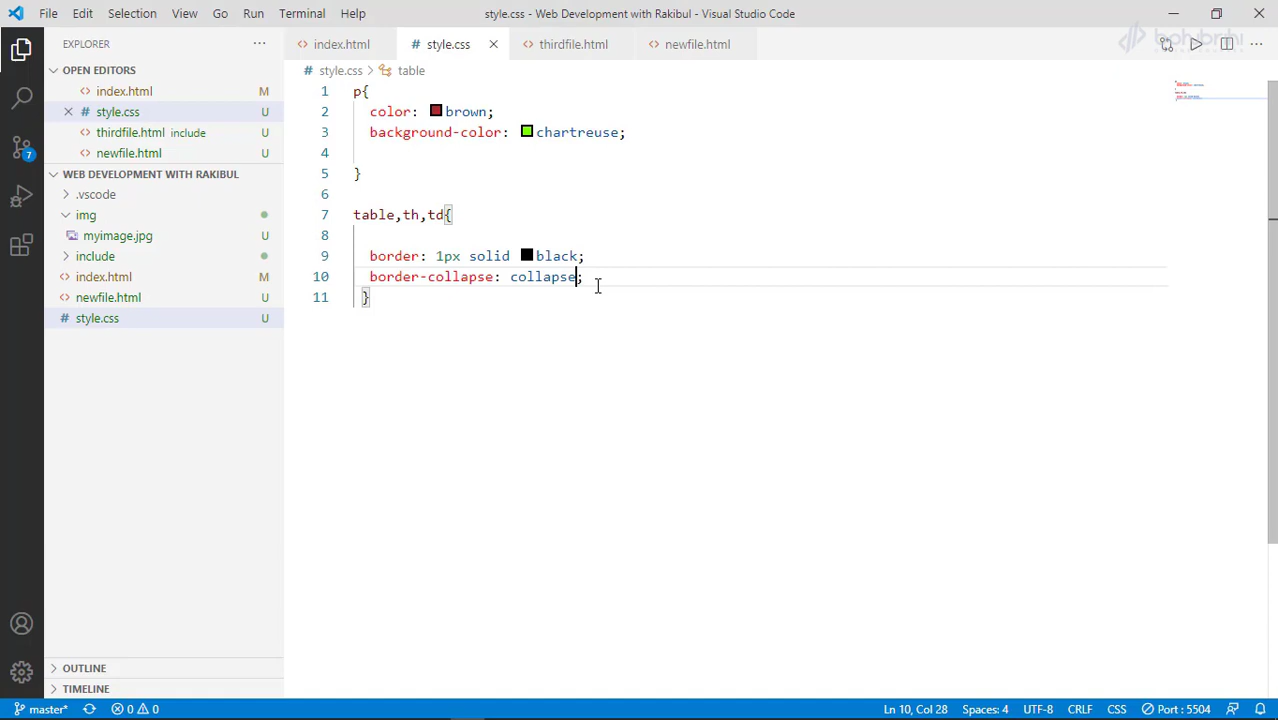 File Edit Selection View Go Run Terminal Help
style.css - Web Development with Rakibul - Visual Studio Code
EXPLORER
index.html
style.css
thirdfile.html
newfile.html
bohubrihi
OPEN EDITORS
index.html M
style.css U
thirdfile.html include U
newfile.html U
WEB DEVELOPMENT WITH RAKIBUL
.vscode
img
myimage.jpg U
include
index.html M
newfile.html U
style.css U
OUTLINE
TIMELINE
7
style.css > table
1 p{
2 color: brown;
3 background-color: chartreuse;
4
5 }
6
7 table,th,td{
8
9 border: 1px solid black;
10 border-collapse: collapse;
11 }
master* 0 0 Ln 10, Col 28 Spaces: 4 UTF-8 CRLF CSS Port : 5504